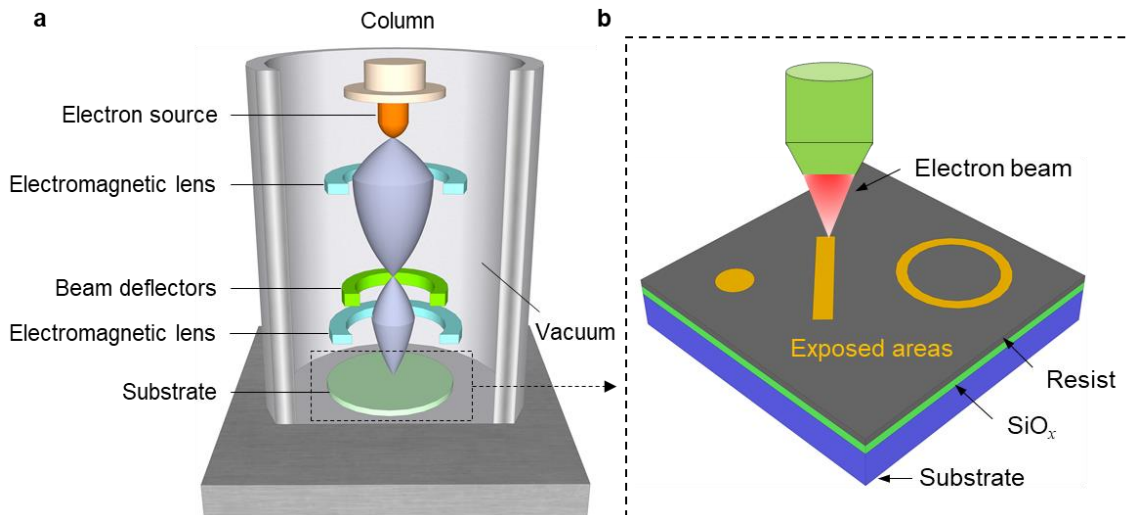 a
Column
Electron source
Electromagnetic lens
Beam deflectors
Electromagnetic lens
Vacuum
Substrate
b
Electron beam
Exposed areas
Resist
SiOx
Substrate